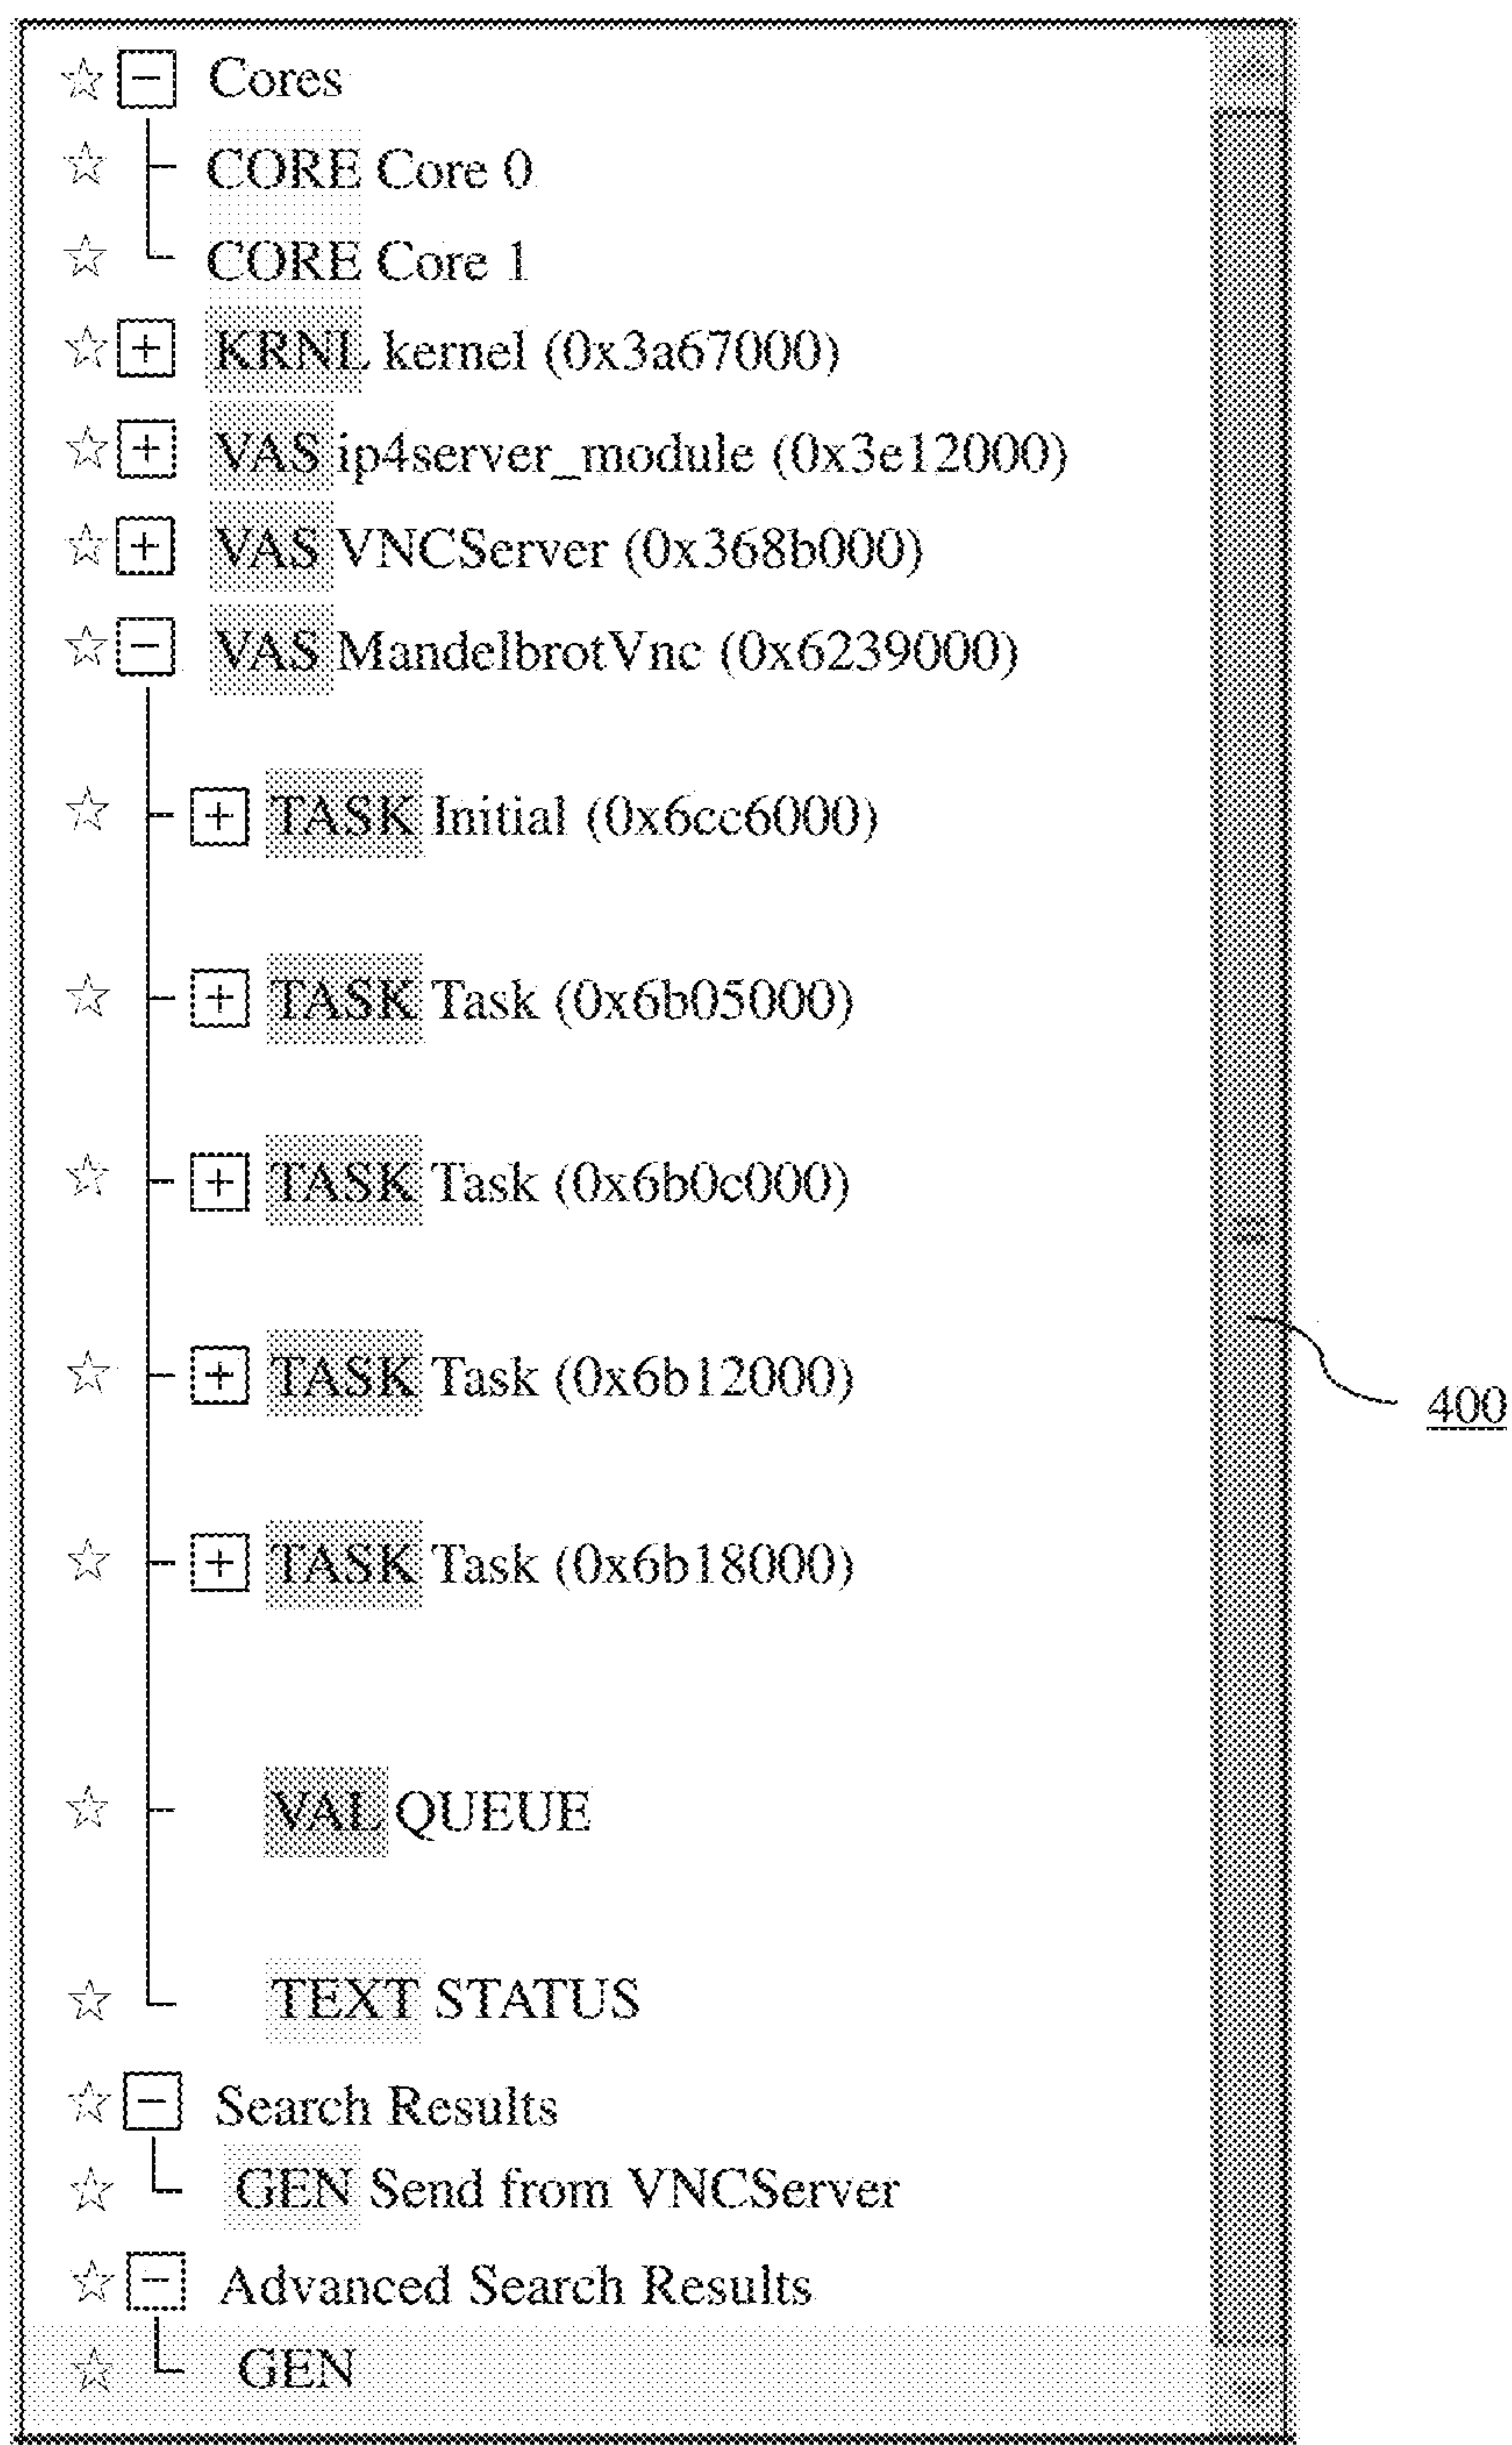 Cores
CORE Core 0
CORE Core 1
KRNL kernel (0x3a67000)
VAS ip4server_module (0x3e12000)
VAS VNCServer (0x368b000)
VAS MandelbrotVnc (0x6239000)
TASK Initial (0x6cc6000)
TASK Task (0x6b05000)
TASK Task (0x6b0c000)
TASK Task (0x6b12000)
400
TASK Task (0x6b18000)
VAL QUEUE
TEXT STATUS
Search Results
GEN Send from VNCServer
Advanced Search Results
GEN